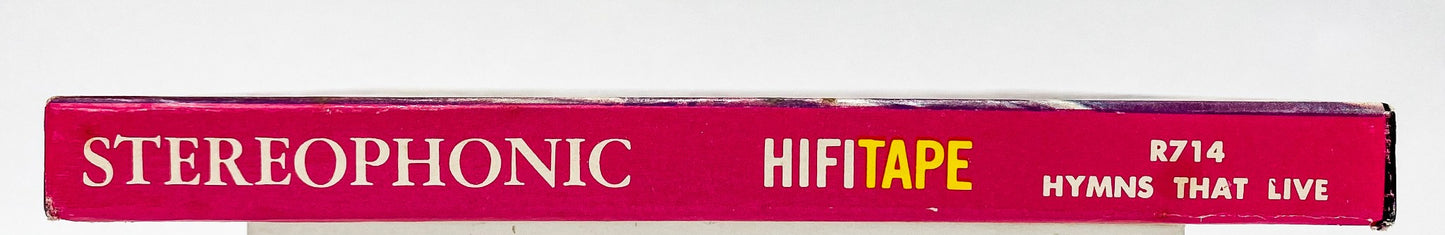 STEREOPHONIC
HIFITAPE
R714
HYMNS THAT LIVE